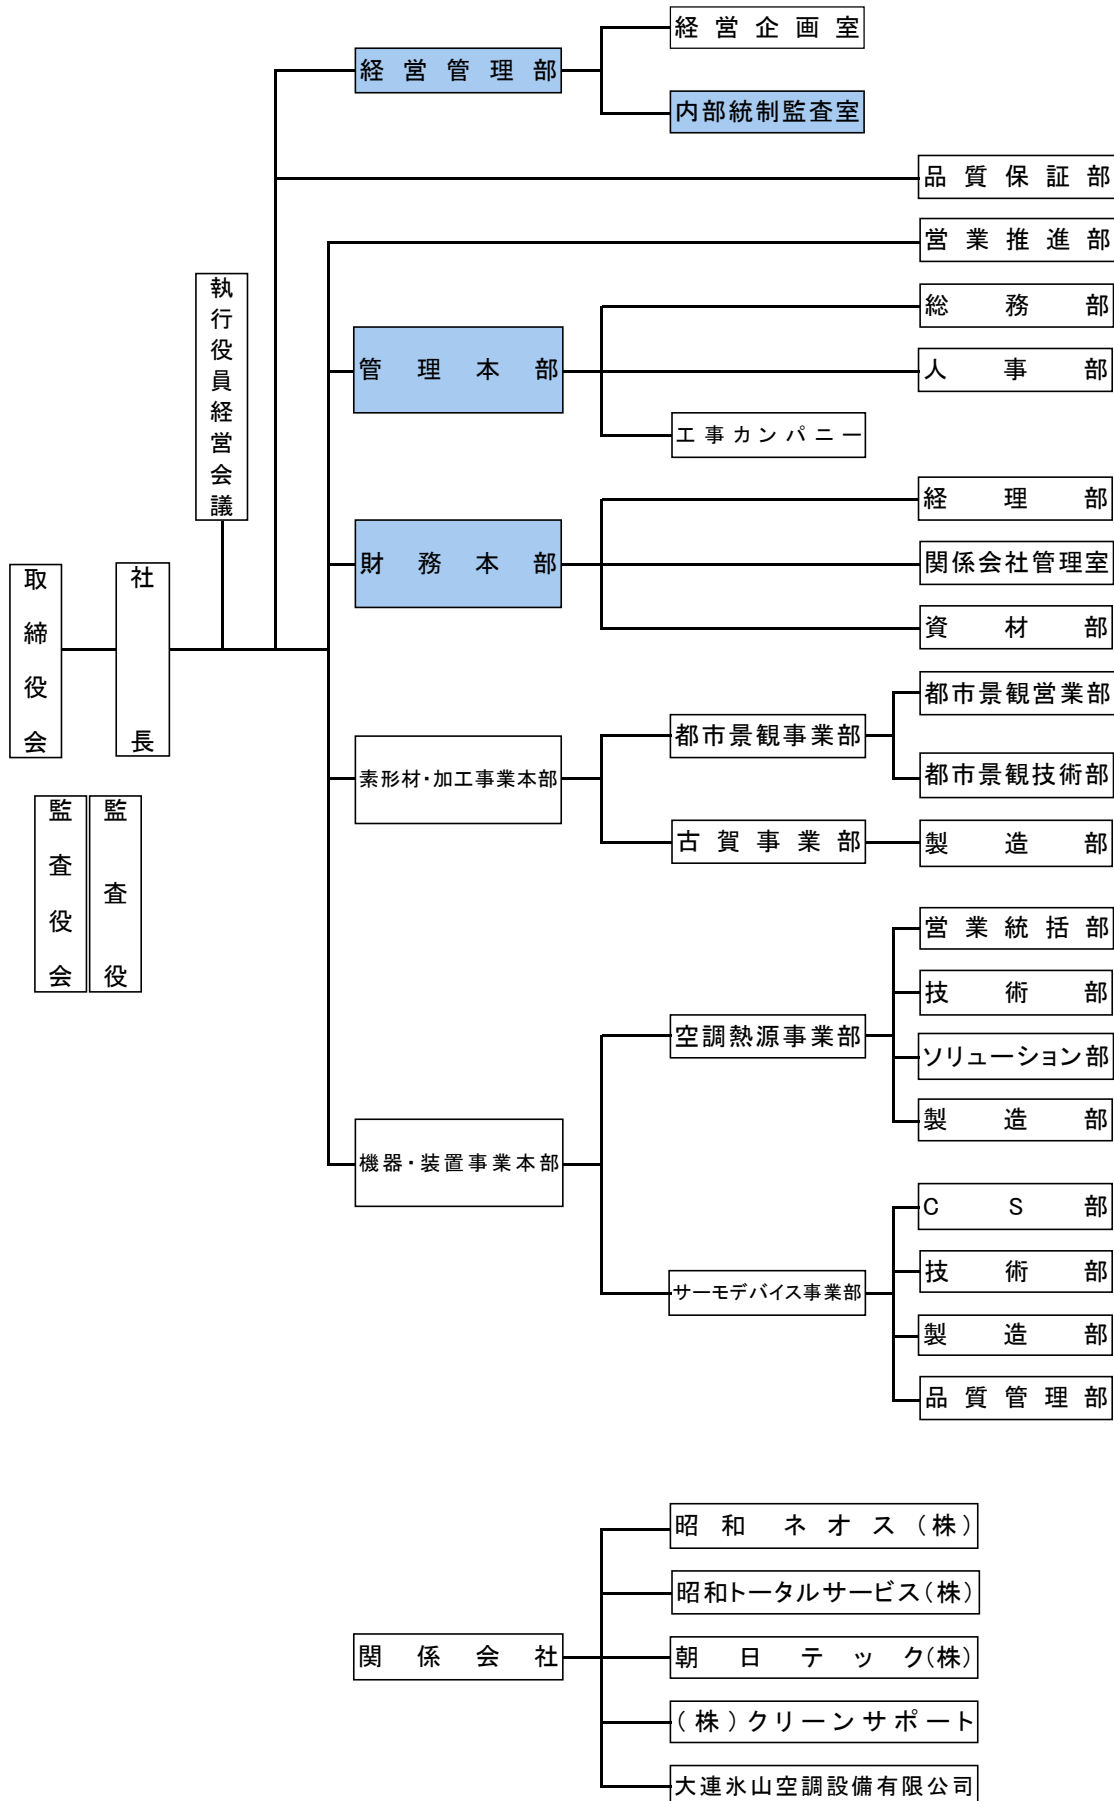 経営企画室
経営管理部
内部統制監査室
品質保証部
営業推進部
執行役員経営会議
総務部
管理本部
人事部
工事カンパニー
経理部
財務本部
関係会社管理室
資材部
取締役会
社長
都市景観営業部
都市景観事業部
素形材・加工事業本部
都市景観技術部
古賀事業部
製造部
監査役会
監査役
営業統括部
技術部
空調熱源事業部
ソリューション部
製造部
機器・装置事業本部
CS部
技術部
サーモデバイス事業部
製造部
品質管理部
昭和ネオス(株)
昭和トータルサービス(株)
関係会社
朝日テック(株)
(株)クリーンサポート
大連氷山空調設備有限公司